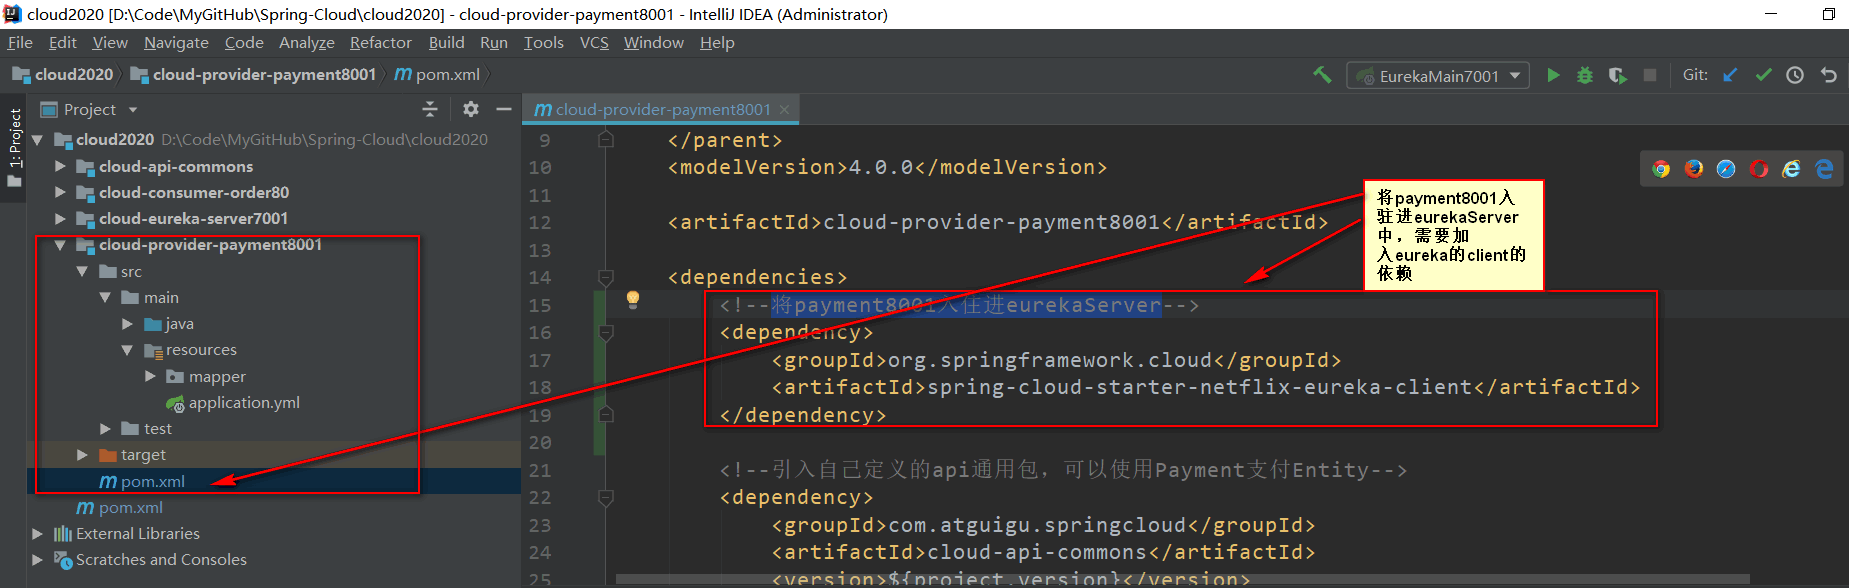 cloud2020 [D:\Code\MyGitHub\Spring-Cloud\cloud2020] - cloud-provider-payment8001 - IntelliJ IDEA (Administrator)
File Edit View Navigate Code Analyze Refactor Build Run Tools VCS Window Help
cloud2020 cloud-provider-payment8001 pom.xml EurekaMain7001 Git:
1: Project
Project
cloud2020 D:\Code\MyGitHub\Spring-Cloud\cloud2020
cloud-api-commons
cloud-consumer-order80
cloud-eureka-server7001
cloud-provider-payment8001
src
main
java
resources
mapper
application.yml
test
target
pom.xml
pom.xml
External Libraries
Scratches and Consoles
cloud-provider-payment8001
9 </parent>
10 <modelVersion>4.0.0</modelVersion>
11
12 <artifactId>cloud-provider-payment8001</artifactId>
13
14 <dependencies>
15 <!--将payment8001入住进eurekaServer-->
16 <dependency>
17 <groupId>org.springframework.cloud</groupId>
18 <artifactId>spring-cloud-starter-netflix-eureka-client</artifactId>
19 </dependency>
20
21 <!--引入自己定义的api通用包，可以使用Payment支付Entity-->
22 <dependency>
23 <groupId>com.atguigu.springcloud</groupId>
24 <artifactId>cloud-api-commons</artifactId>
25 <version>${project.version}</version>
将payment8001入
驻进eurekaServer
中，需要加
入eureka的client的
依赖